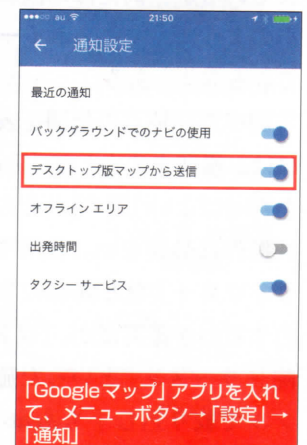 ●●●○○ au 21:50
← 通知設定
最近の通知
バックグラウンドでのナビの使用
デスクトップ版マップから送信
オフライン エリア
出発時間
タクシー サービス
「Googleマップ」アプリを入れ
て、メニューボタン→「設定」→
「通知」